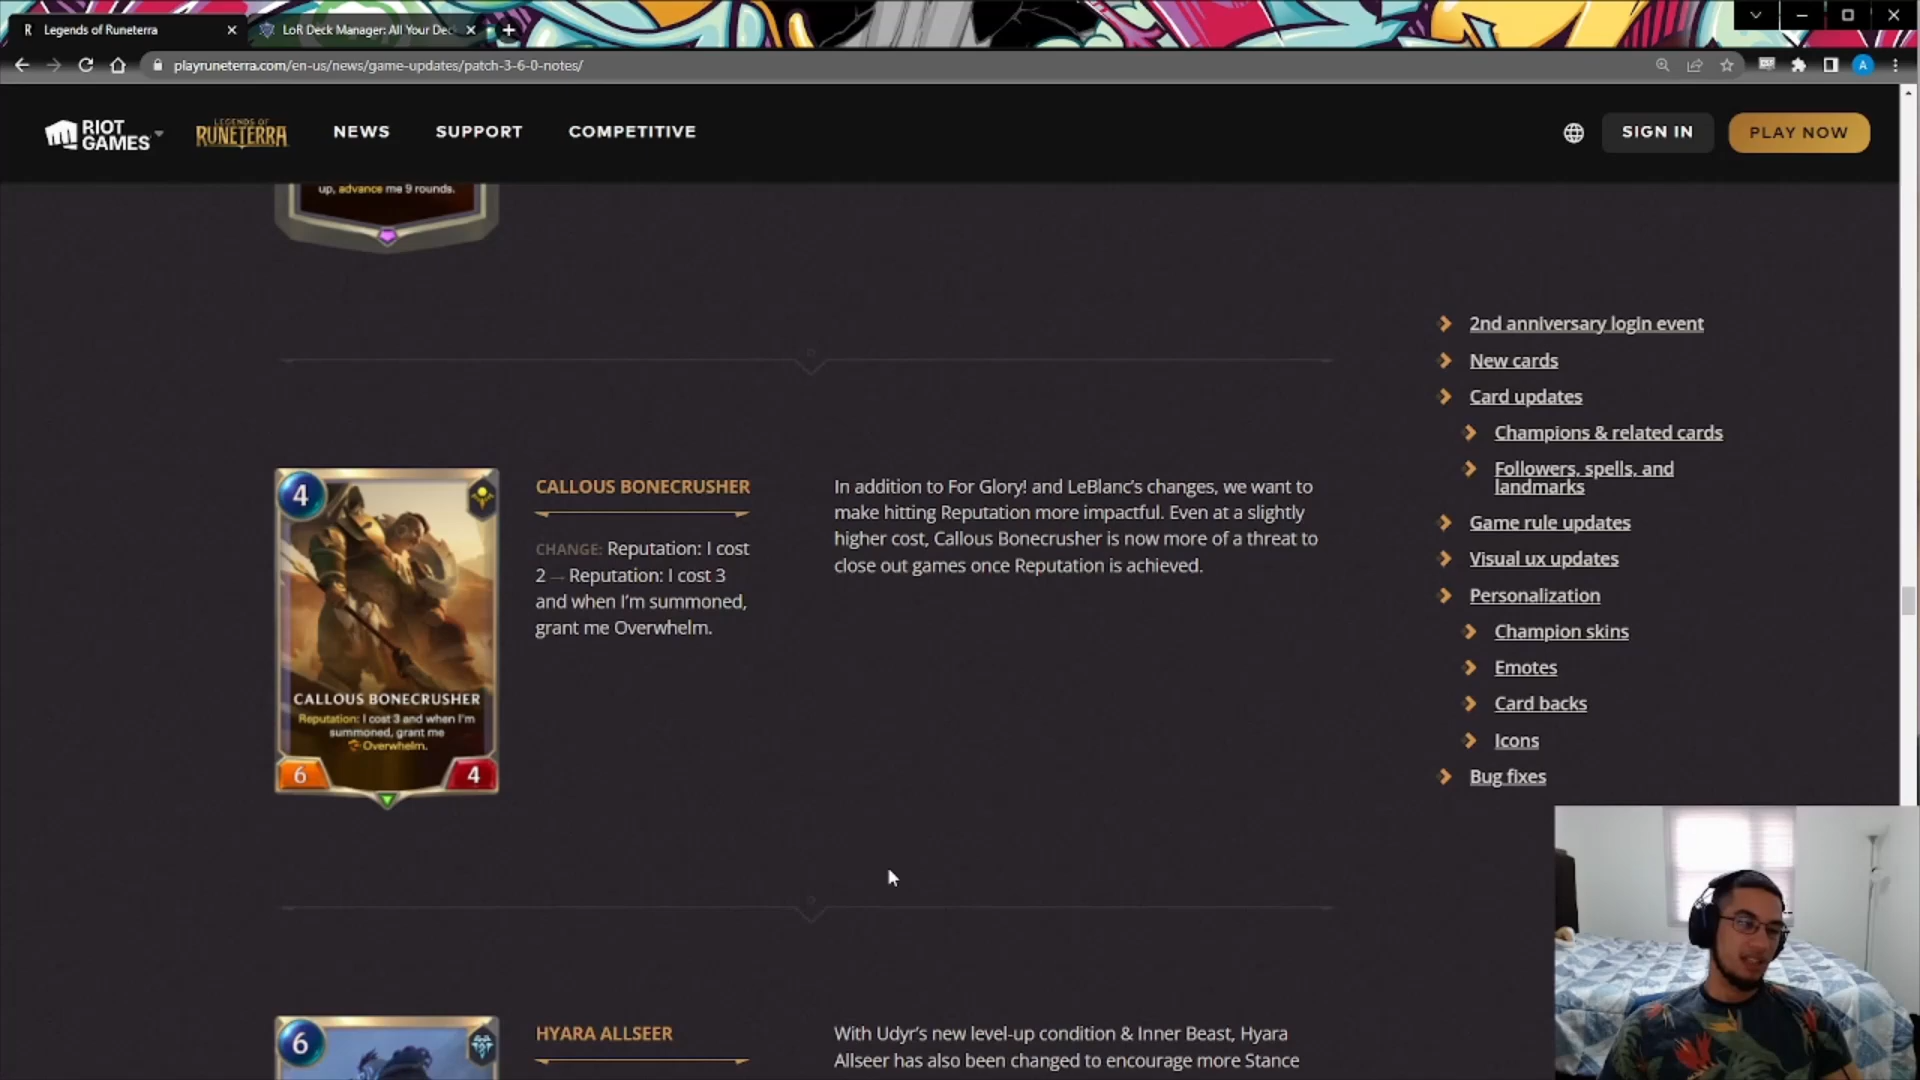 Legends of Runeterra
LoR Deck Manager: All Your Dec
playruneterra.com/en-us/news/game-updates/patch-3-6-0-notes/
A
RIOT GAMES
LEGENDS OF RUNETERRA
NEWS
SUPPORT
COMPETITIVE
SIGN IN
PLAY NOW
up, advance me 9 rounds.
4
CALLOUS BONECRUSHER
Reputation: I cost 3 and when I'm
summoned, grant me
Overwhelm.
6
4
CALLOUS BONECRUSHER
CHANGE: Reputation: I cost
2 → Reputation: I cost 3
and when I'm summoned,
grant me Overwhelm.
In addition to For Glory! and LeBlanc's changes, we want to
make hitting Reputation more impactful. Even at a slightly
higher cost, Callous Bonecrusher is now more of a threat to
close out games once Reputation is achieved.
6
HYARA ALLSEER
With Udyr's new level-up condition & Inner Beast, Hyara
Allseer has also been changed to encourage more Stance
2nd anniversary login event
New cards
Card updates
Champions & related cards
Followers, spells, and
landmarks
Game rule updates
Visual ux updates
Personalization
Champion skins
Emotes
Card backs
Icons
Bug fixes